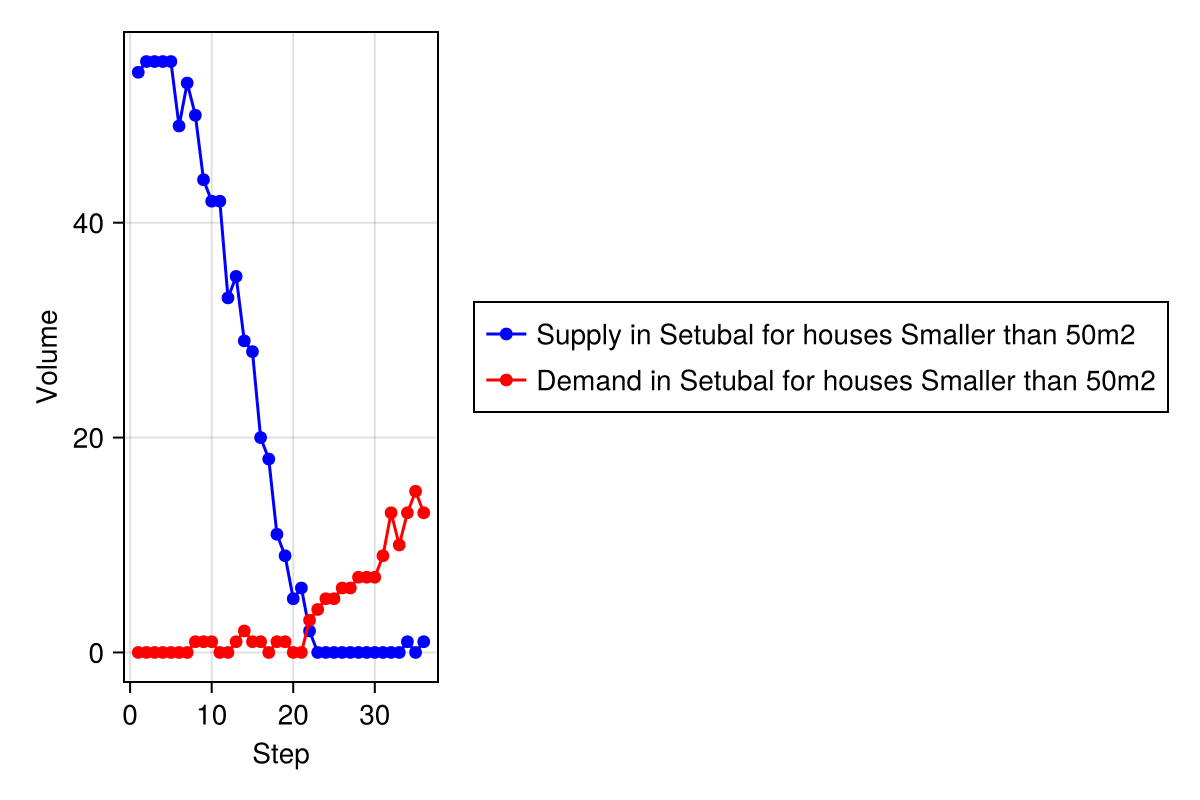 Volume
40
20
0
0 10 20 30
Step
Supply in Setubal for houses Smaller than 50m2
Demand in Setubal for houses Smaller than 50m2